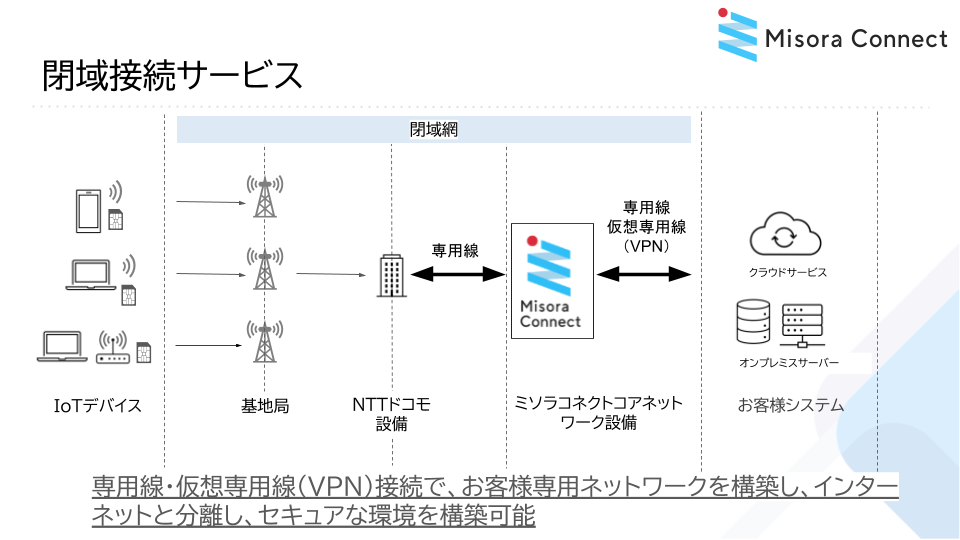 Misora Connect
閉域接続サービス
閉域網
専用線
仮想専用線
（VPN）
専用線
Misora
Connect
クラウドサービス
オンプレミスサーバー
IoTデバイス
基地局
NTTドコモ
設備
ミソラコネクトコアネット
ワーク設備
お客様システム
専用線・仮想専用線（VPN）接続で、お客様専用ネットワークを構築し、インター
ネットと分離し、セキュアな環境を構築可能